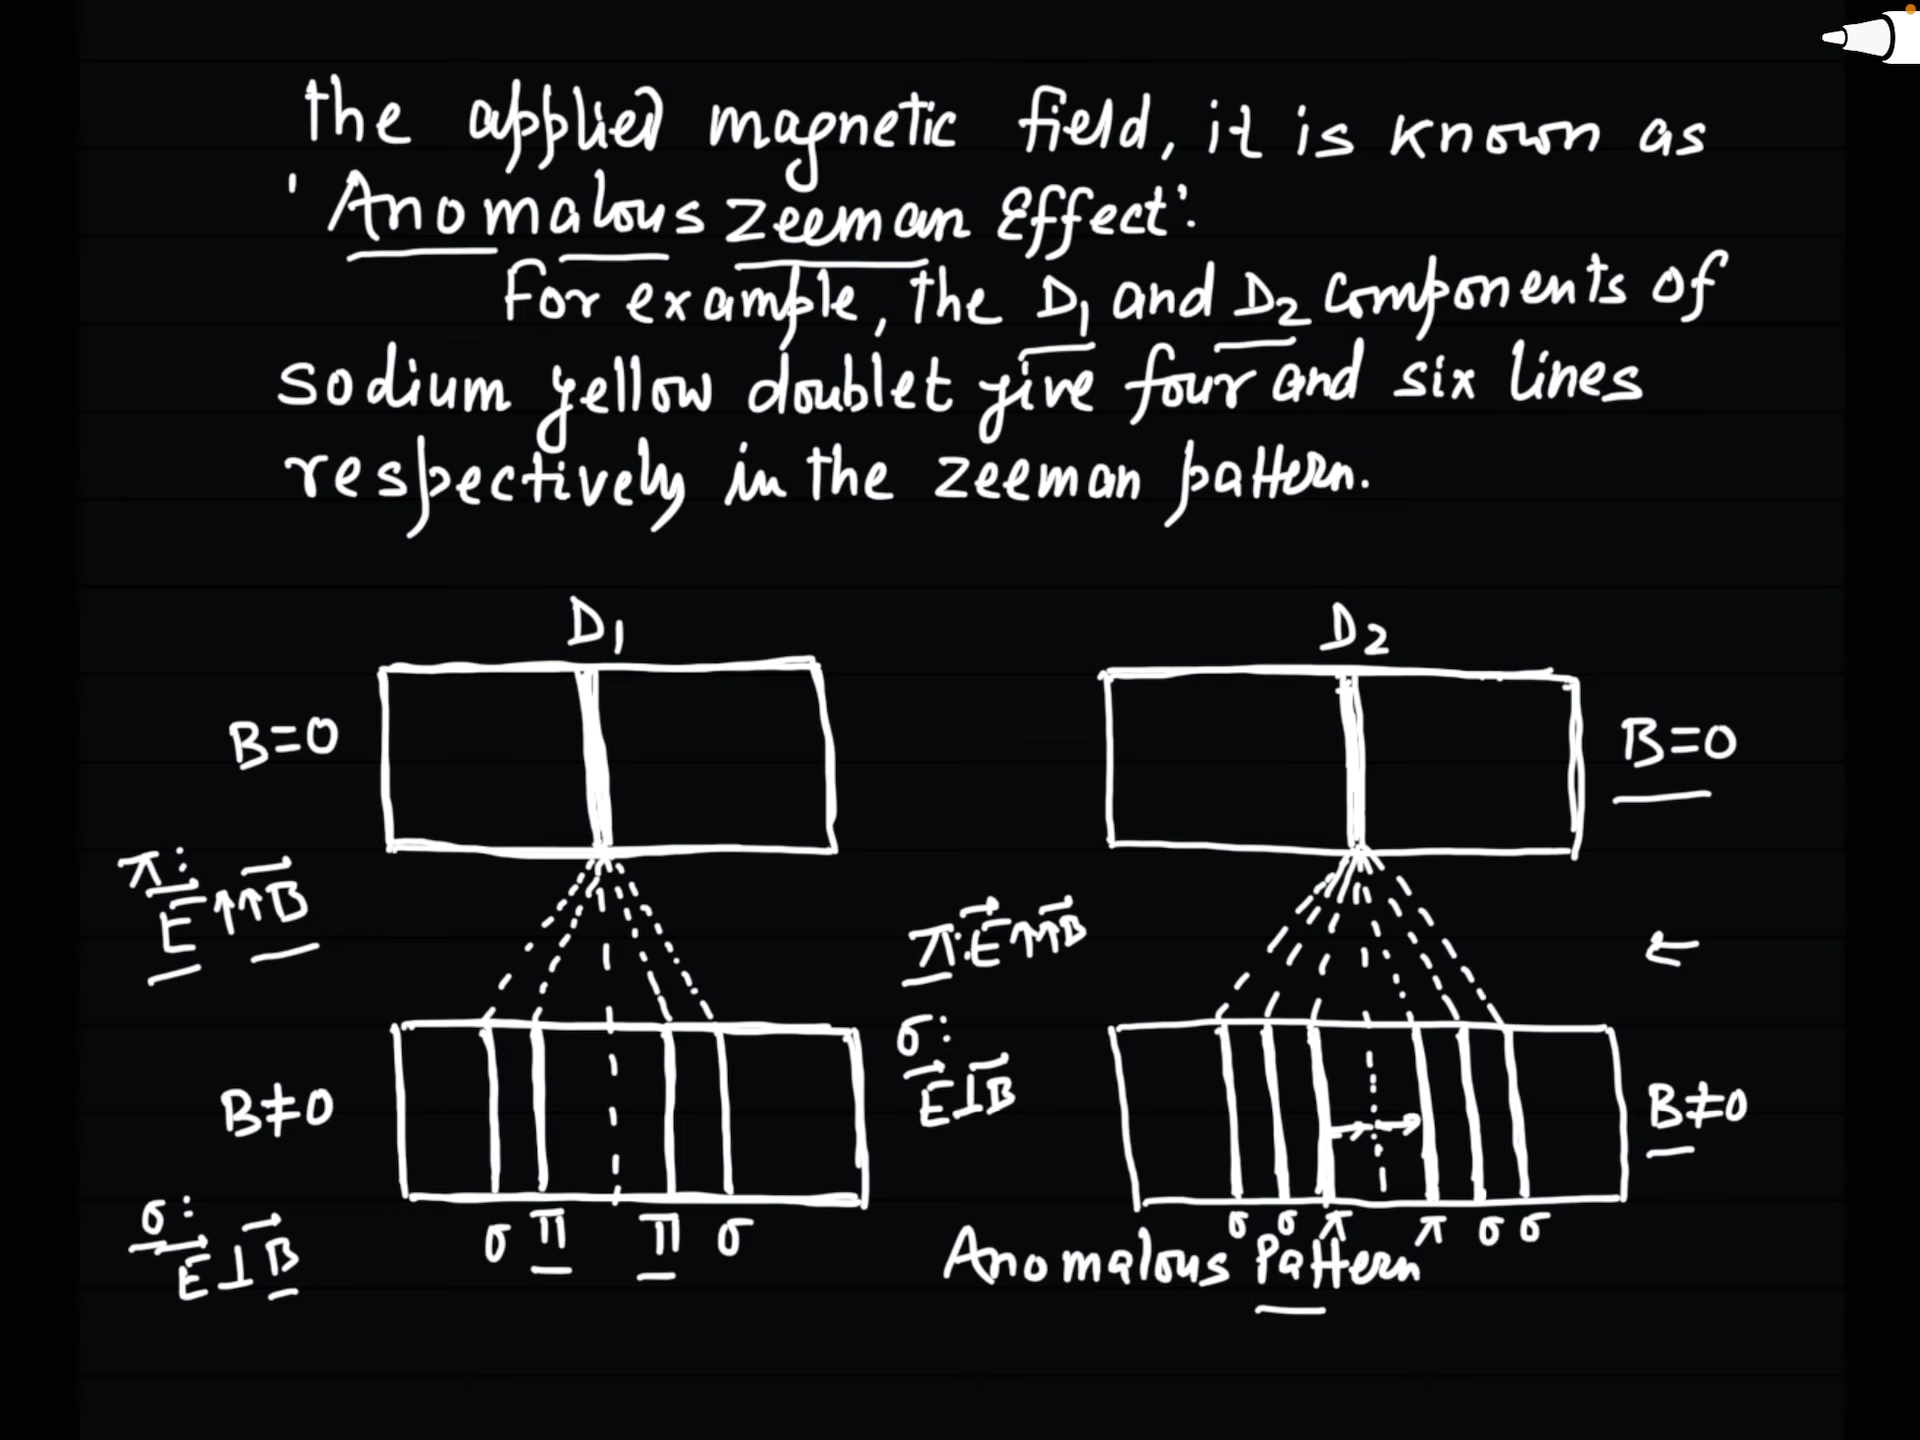 the applied magnetic field, it is known as
'Anomalous Zeeman Effect'.
For example, the D₁ and D₂ components of
sodium yellow doublet give four and six lines
respectively in the zeeman pattern.
D₁
D₂
B=0
B=0
π:
E⃗ ↑↑ B⃗
π: E⃗ ↑↑ B⃗
←
σ:
E⃗ ⊥ B⃗
B≠0
B≠0
σ:
E⃗ ⊥ B⃗
σ π π σ
σ σ π π σ σ
Anomalous Pattern